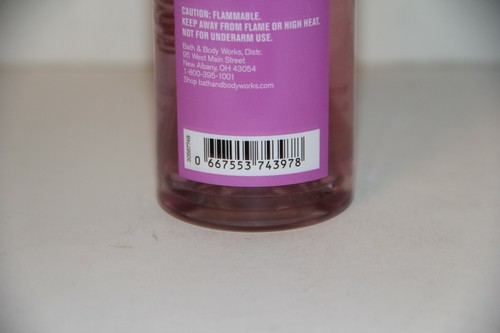 CAUTION: FLAMMABLE.
KEEP AWAY FROM FLAME OR HIGH HEAT.
NOT FOR UNDERARM USE.
Bath & Body Works, Distr.
95 West Main Street
New Albany, OH 43054
1-800-395-1001
Shop bathandbodyworks.com
0 667553 743978